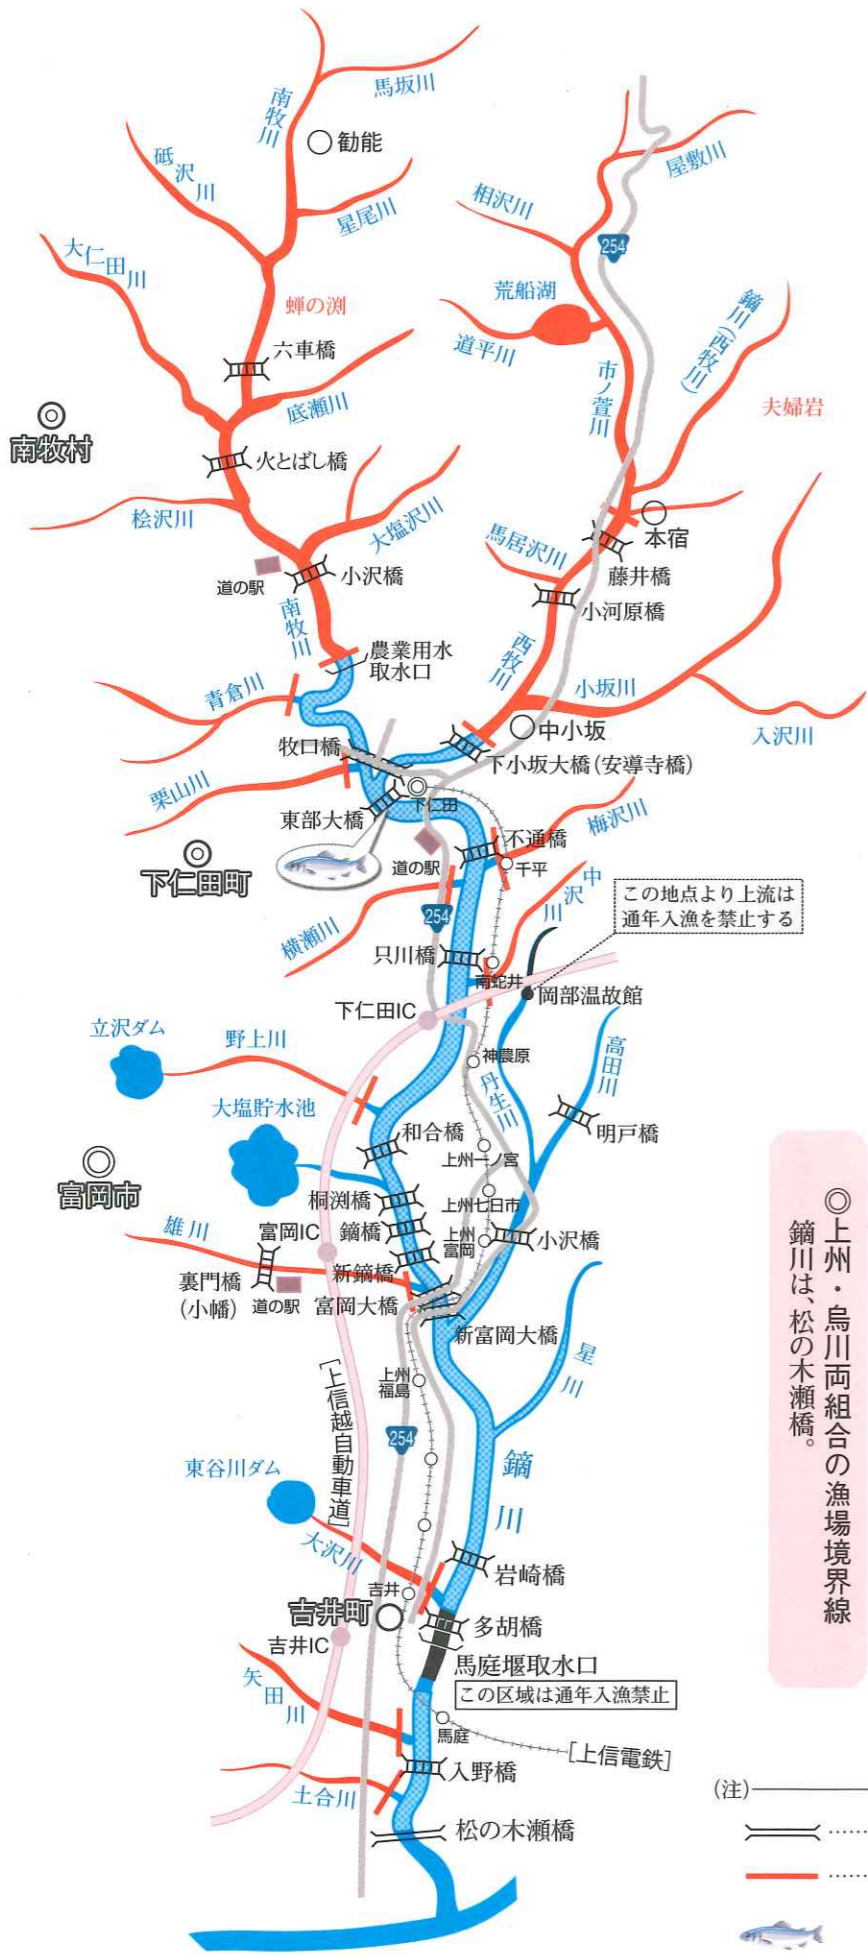 馬坂川
南牧川
勧能
砥沢川
星尾川
屋敷川
相沢川
254
大仁田川
蝉の渕
荒船湖
鏑川(西牧川)
道平川
六車橋
市ノ萱川
底瀬川
夫婦岩
南牧村
火とばし橋
桧沢川
大塩沢川
本宿
馬居沢川
藤井橋
道の駅
小沢橋
小河原橋
南牧川
農業用水
取水口
西牧川
青倉川
小坂川
中小坂
入沢川
牧口橋
下小坂大橋(安導寺橋)
栗山川
下仁田
東部大橋
梅沢川
不通橋
下仁田町
道の駅
千平
中沢川
この地点より上流は
通年入漁を禁止する
254
横瀬川
只川橋
南蛇井
岡部温故館
下仁田IC
立沢ダム
野上川
高田川
神農原
丹生川
大塩貯水池
明戸橋
和合橋
上州一ノ宮
富岡市
桐渕橋
上州七日市
雄川
富岡IC
鏑橋
上州
富岡
小沢橋
新鏑橋
裏門橋
(小幡)
道の駅
富岡大橋
新富岡大橋
◎上州・烏川両組合の漁場境界線
鏑川は、松の木瀬橋。
星川
上州
福島
[上信越自動車道]
254
鏑川
東谷川ダム
大沢川
岩崎橋
吉井
吉井町
多胡橋
吉井IC
馬庭堰取水口
この区域は通年入漁禁止
矢田川
馬庭
[上信電鉄]
入野橋
土合川
(注)
松の木瀬橋